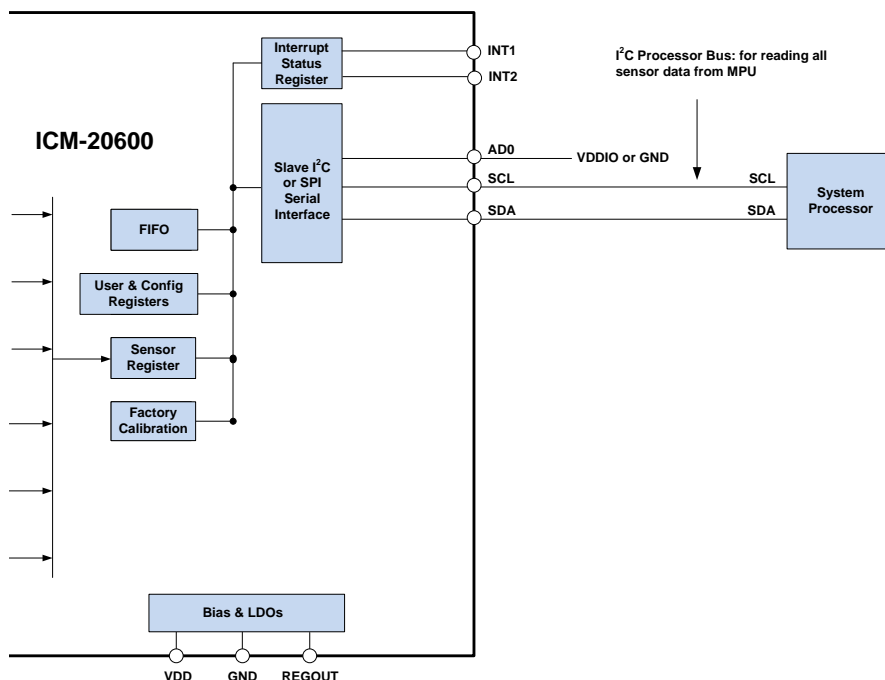 Interrupt
Status
Register
INT1
INT2
I²C Processor Bus: for reading all
sensor data from MPU
ICM-20600
Slave I²C
or SPI
Serial
Interface
AD0
VDDIO or GND
SCL
SCL
SDA
SDA
System
Processor
FIFO
User & Config
Registers
Sensor
Register
Factory
Calibration
Bias & LDOs
VDD
GND
REGOUT